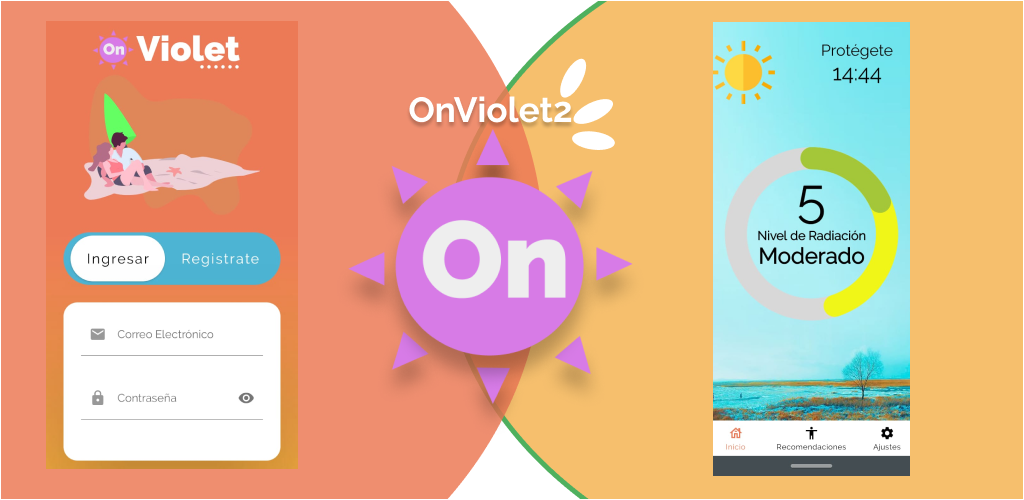 On Violet
Ingresar Registrate
Correo Electrónico
Contraseña
OnViolet2
On
Protégete
14:44
5
Nivel de Radiación
Moderado
Inicio Recomendaciones Ajustes